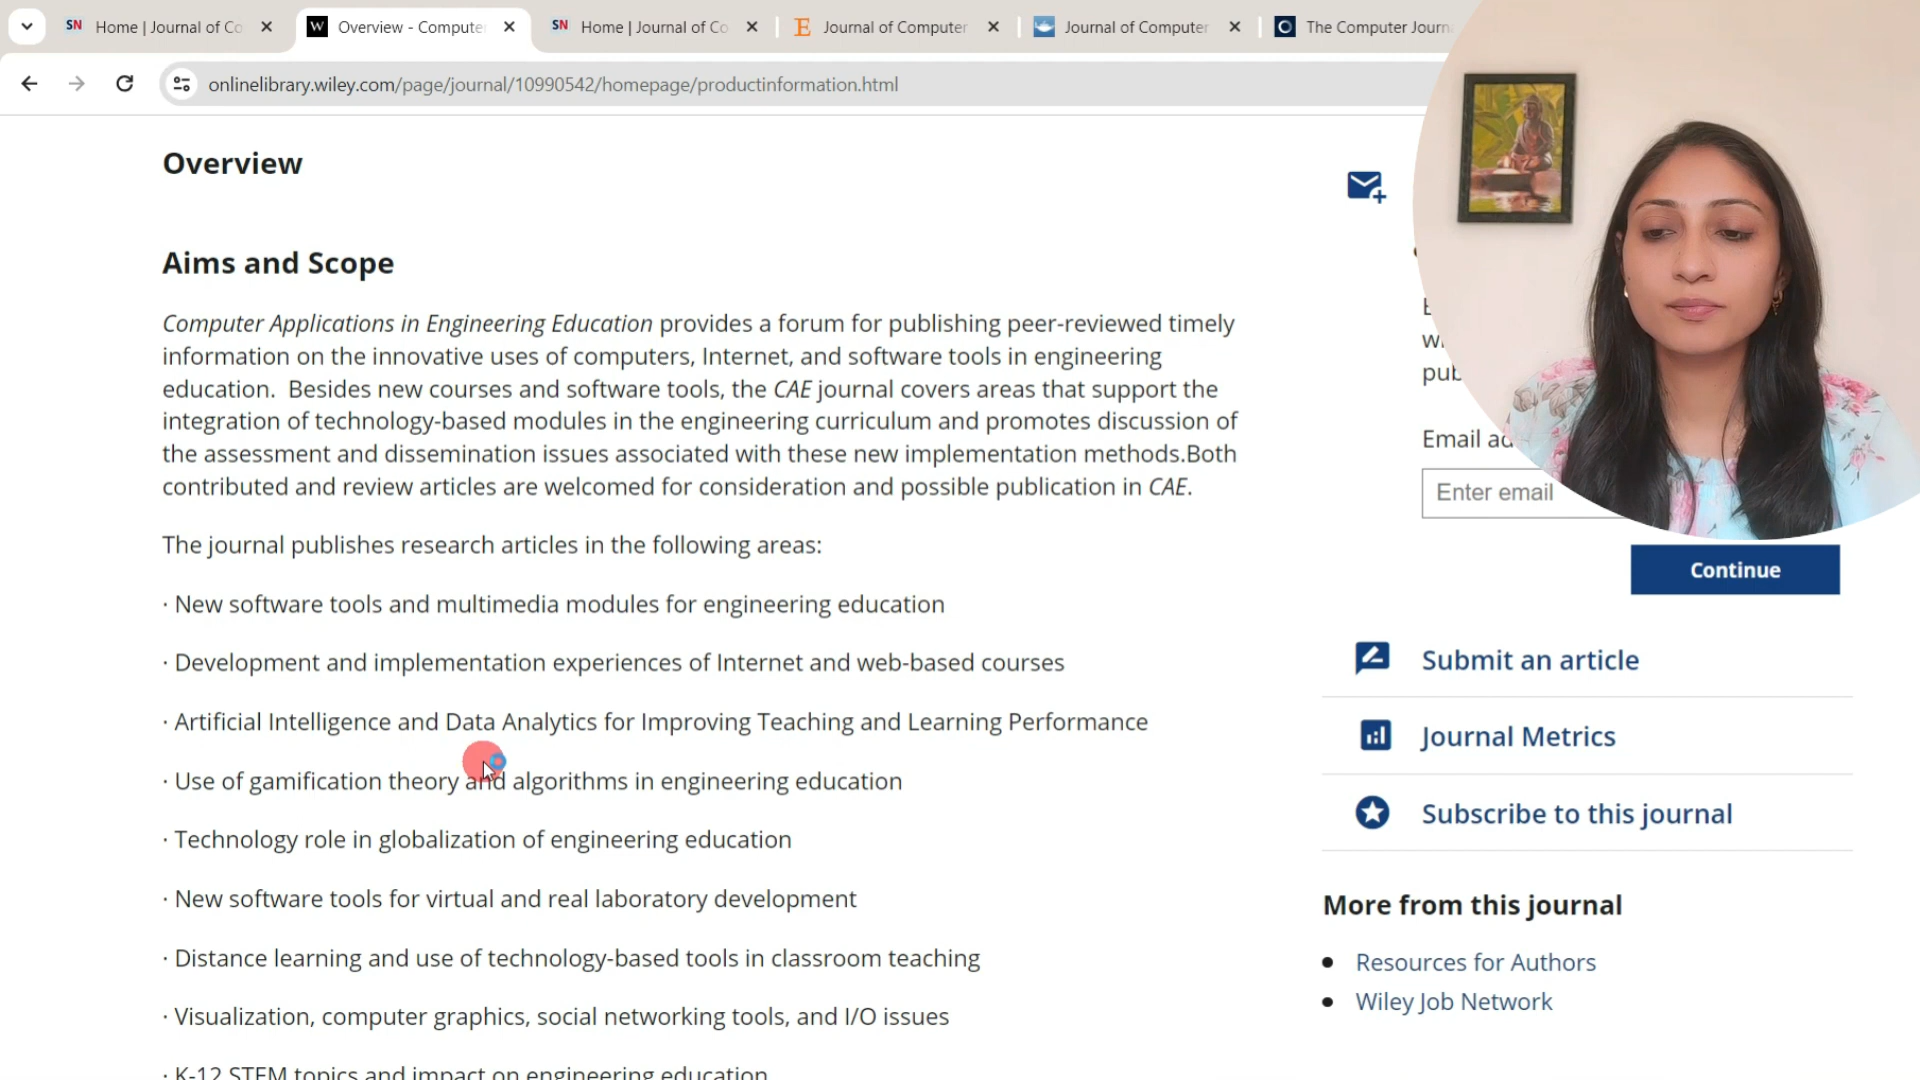 SN Home | Journal of Co
W Overview - Compute
SN Home | Journal of Co
E Journal of Computer
Journal of Computer
The Computer Journ
onlinelibrary.wiley.com/page/journal/10990542/homepage/productinformation.html
Overview
Aims and Scope
Computer Applications in Engineering Education provides a forum for publishing peer-reviewed timely
information on the innovative uses of computers, Internet, and software tools in engineering
education. Besides new courses and software tools, the CAE journal covers areas that support the
integration of technology-based modules in the engineering curriculum and promotes discussion of
the assessment and dissemination issues associated with these new implementation methods.Both
contributed and review articles are welcomed for consideration and possible publication in CAE.
The journal publishes research articles in the following areas:
· New software tools and multimedia modules for engineering education
· Development and implementation experiences of Internet and web-based courses
· Artificial Intelligence and Data Analytics for Improving Teaching and Learning Performance
· Use of gamification theory and algorithms in engineering education
· Technology role in globalization of engineering education
· New software tools for virtual and real laboratory development
· Distance learning and use of technology-based tools in classroom teaching
· Visualization, computer graphics, social networking tools, and I/O issues
· K-12 STEM topics and impact on engineering education
pub
Email ad
Enter email
Continue
Submit an article
Journal Metrics
Subscribe to this journal
More from this journal
• Resources for Authors
• Wiley Job Network